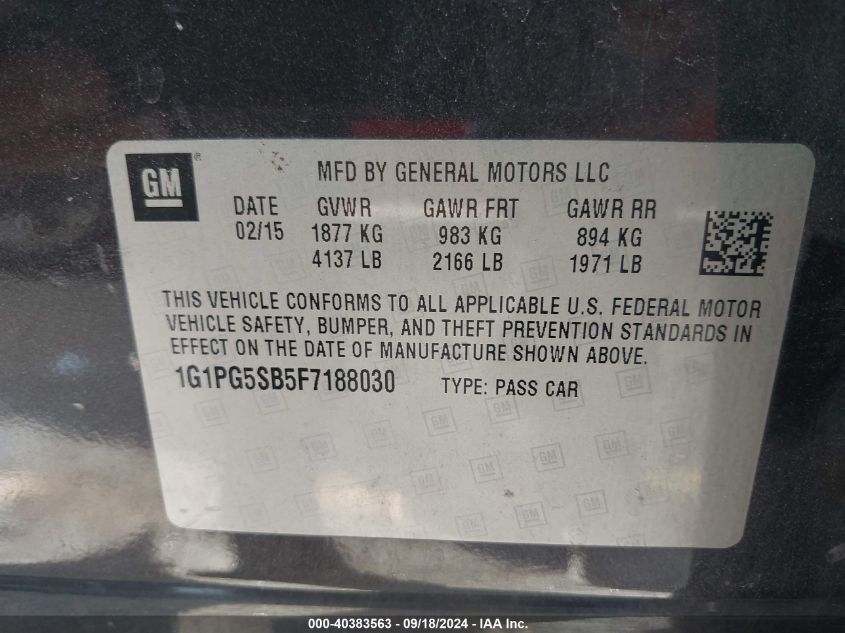 GM ®
MFD BY GENERAL MOTORS LLC
DATE GVWR GAWR FRT GAWR RR
02/15 1877 KG 983 KG 894 KG
4137 LB 2166 LB 1971 LB
THIS VEHICLE CONFORMS TO ALL APPLICABLE U.S. FEDERAL MOTOR
VEHICLE SAFETY, BUMPER, AND THEFT PREVENTION STANDARDS IN
EFFECT ON THE DATE OF MANUFACTURE SHOWN ABOVE.
1G1PG5SB5F7188030 TYPE: PASS CAR
000-40383563 - 09/18/2024 - IAA Inc.